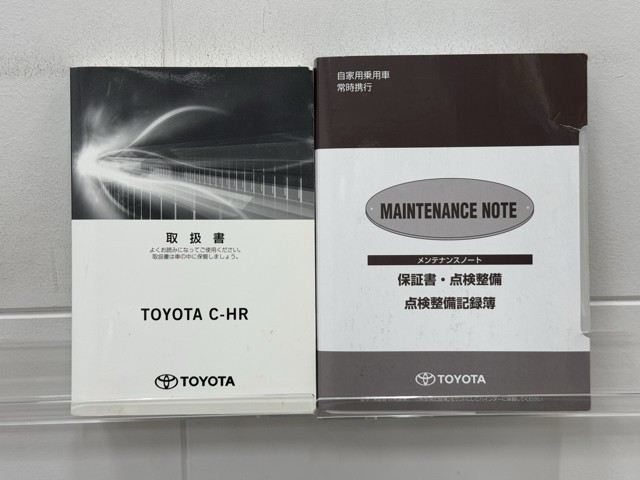 取扱書
よくお読みになってご使用ください。
取扱書は車の中に保管しましょう。
TOYOTA C-HR
TOYOTA
自家用乗用車
常時携行
MAINTENANCE NOTE
メンテナンスノート
保証書・点検整備
点検整備記録簿
TOYOTA